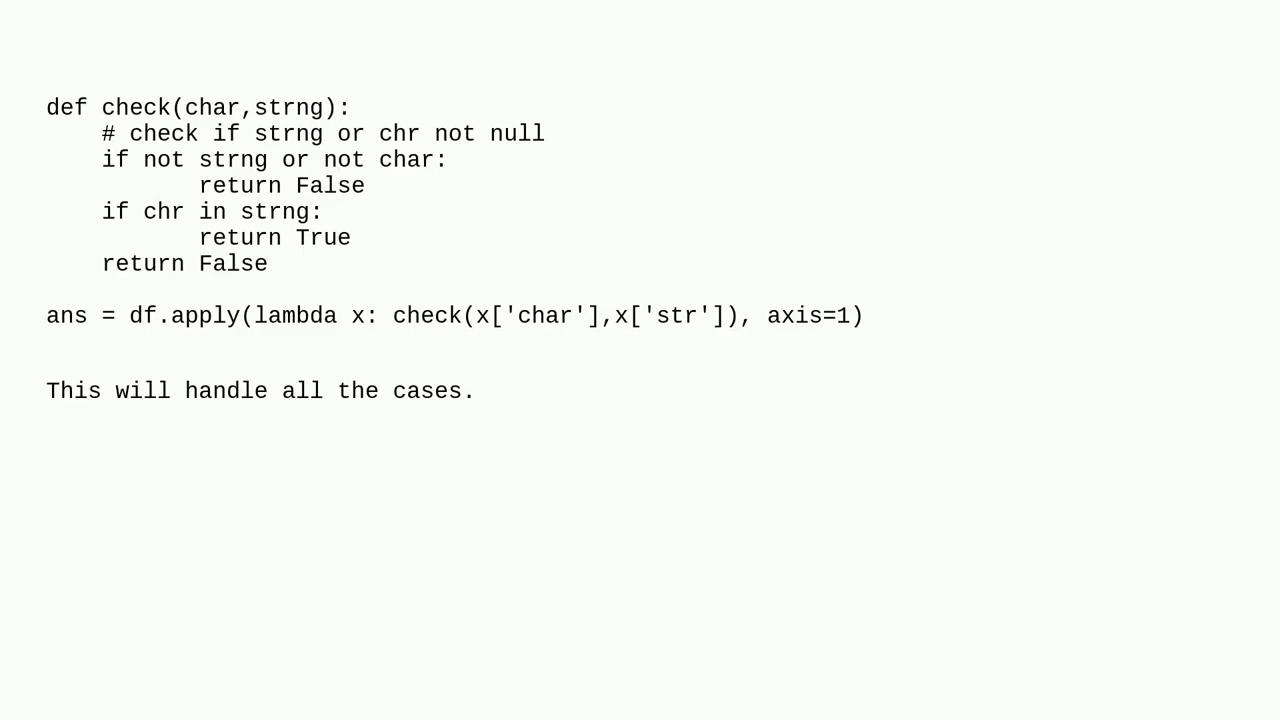 def check(char,strng):
    # check if strng or chr not null
    if not strng or not char:
           return False
    if chr in strng:
           return True
    return False

ans = df.apply(lambda x: check(x['char'],x['str']), axis=1)

This will handle all the cases.